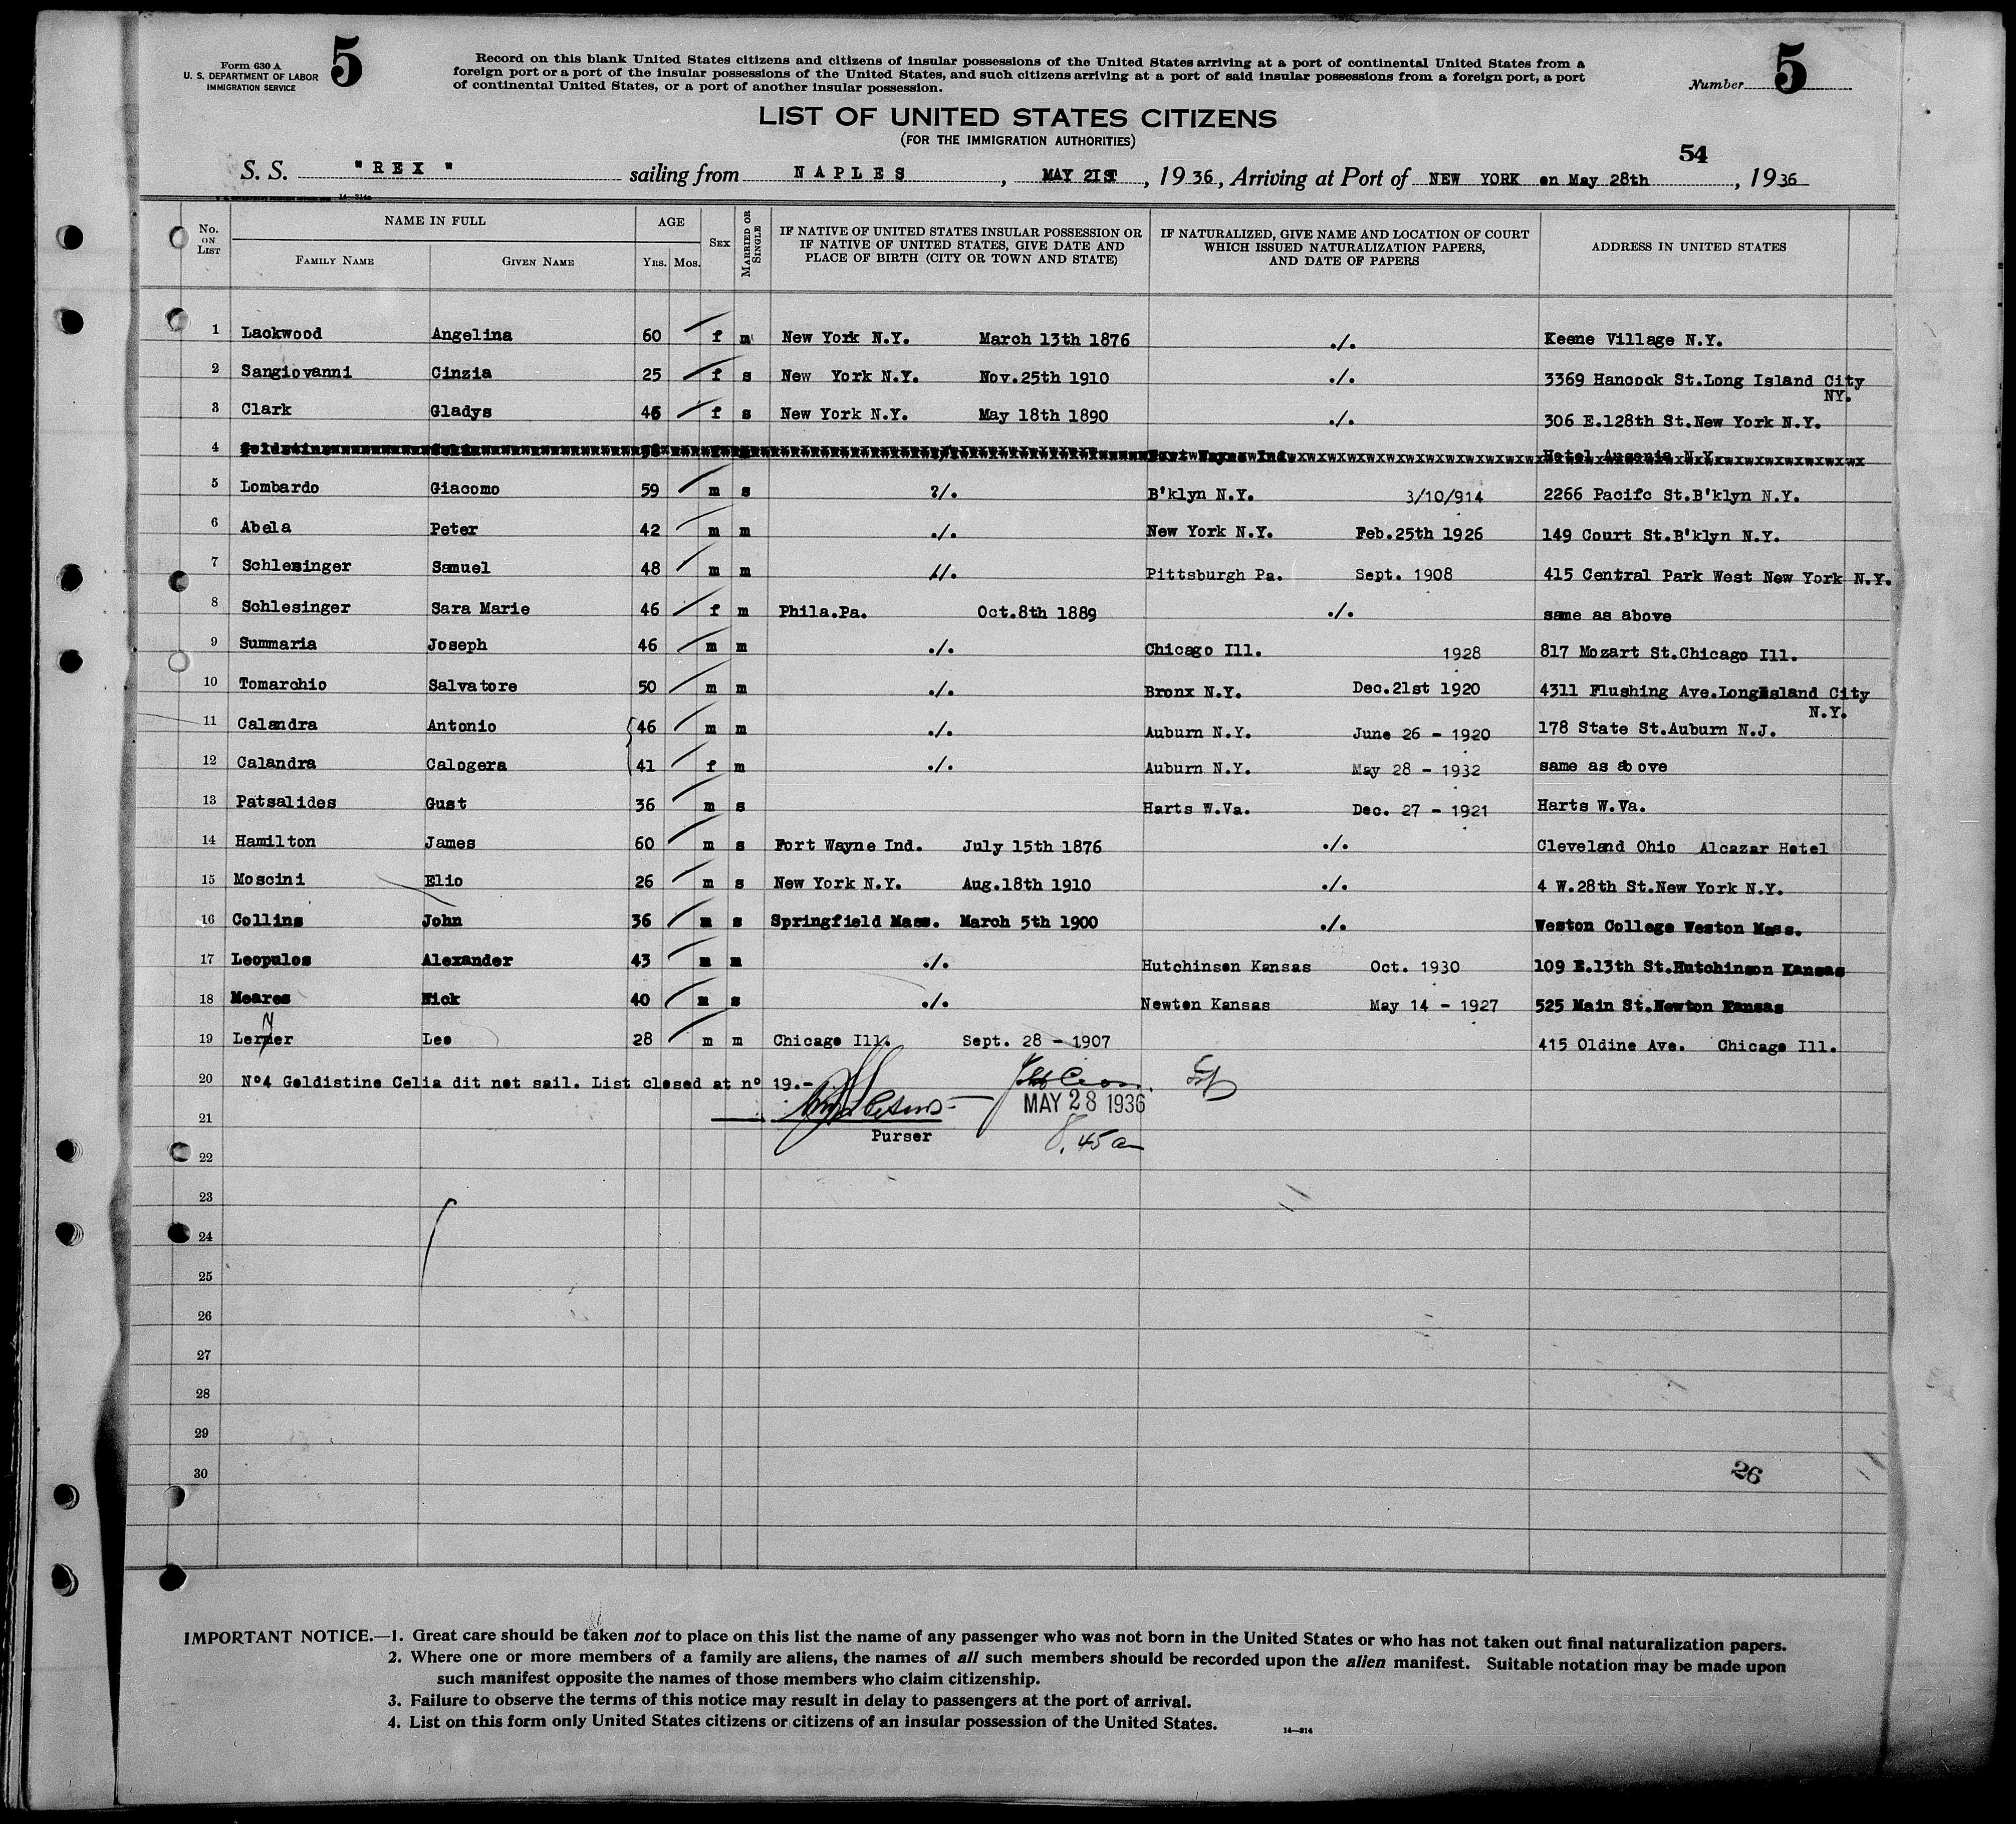 Form 630 A
U. S. DEPARTMENT OF LABOR
IMMIGRATION SERVICE
5
Record on this blank United States citizens and citizens of insular possessions of the United States arriving at a port of continental United States from a
foreign port or a port of the insular possessions of the United States, and such citizens arriving at a port of said insular possessions from a foreign port, a port
of continental United States, or a port of another insular possession.
Number 5
LIST OF UNITED STATES CITIZENS
(FOR THE IMMIGRATION AUTHORITIES)
54
S. S. "REX" sailing from NAPLES, MAY 21ST, 1936, Arriving at Port of NEW YORK on May 28th, 1936
No. ON LIST NAME IN FULL AGE SEX MARRIED OR SINGLE IF NATIVE OF UNITED STATES INSULAR POSSESSION OR IF NATIVE OF UNITED STATES, GIVE DATE AND PLACE OF BIRTH (CITY OR TOWN AND STATE) IF NATURALIZED, GIVE NAME AND LOCATION OF COURT WHICH ISSUED NATURALIZATION PAPERS, AND DATE OF PAPERS ADDRESS IN UNITED STATES
FAMILY NAME GIVEN NAME YRS. MOS.
1 Lackwood Angelina 60 f m New York N.Y. March 13th 1876 ./. Keene Village N.Y.
2 Sangiovanni Cinzia 25 f s New York N.Y. Nov.25th 1910 ./. 3369 Hancock St.Long Island City
NY.
3 Clark Gladys 46 f s New York N.Y. May 18th 1890 ./. 306 E.128th St.New York N.Y.
4 Fort Wayne Ind. Hotel Ausonia N.Y.
5 Lombardo Giacomo 59 m s ?/. B'klyn N.Y. 3/10/914 2266 Pacifc St.B'klyn N.Y.
6 Abela Peter 42 m m ./. New York N.Y. Feb.25th 1926 149 Court St.B'klyn N.Y.
7 Schlesinger Samuel 48 m m ./. Pittsburgh Pa. Sept. 1908 415 Central Park West New York N.Y.
8 Schlesinger Sara Marie 46 f m Phila.Pa. Oct.8th 1889 ./. same as above
9 Summaria Joseph 46 m m ./. Chicago Ill. 1928 817 Mozart St.Chicago Ill.
10 Tomarchio Salvatore 50 m m ./. Bronx N.Y. Dec.21st 1920 4311 Flushing Ave.LongIsland City
N.Y.
11 Calandra Antonio 46 m m ./. Auburn N.Y. June 26 - 1920 178 State St.Auburn N.J.
12 Calandra Calogera 41 f m ./. Auburn N.Y. May 28 - 1932 same as above
13 Patsalides Gust 36 m s Harts W.Va. Dec. 27 - 1921 Harts W.Va.
14 Hamilton James 60 m s Fort Wayne Ind. July 15th 1876 ./. Cleveland Ohio Alcazar Hotel
15 Moscini Elio 26 m s New York N.Y. Aug.18th 1910 ./. 4 W.28th St.New York N.Y.
16 Collins John 36 m s Springfield Mass. March 5th 1900 ./. Weston College Weston Mass.
17 Leopulos Alexander 43 m m ./. Hutchinson Kansas Oct. 1930 109 E.13th St.Hutchinson Kansas
18 Meares Nick 40 m s ./. Newton Kansas May 14 - 1927 525 Main St.Newton Kansas
19 Lerner Leo 28 m m Chicago Ill. Sept. 28 - 1907 415 Oldine Ave. Chicago Ill.
20 Nº4 Goldistine Celia dit not sail. List closed at nº 19.-
MAY 28 1936
21
Purser
8.45 am
22
23
24
25
26
27
28
29
30
26
IMPORTANT NOTICE.—1. Great care should be taken not to place on this list the name of any passenger who was not born in the United States or who has not taken out final naturalization papers.
2. Where one or more members of a family are aliens, the names of all such members should be recorded upon the alien manifest. Suitable notation may be made upon
such manifest opposite the names of those members who claim citizenship.
3. Failure to observe the terms of this notice may result in delay to passengers at the port of arrival.
4. List on this form only United States citizens or citizens of an insular possession of the United States.
14—314